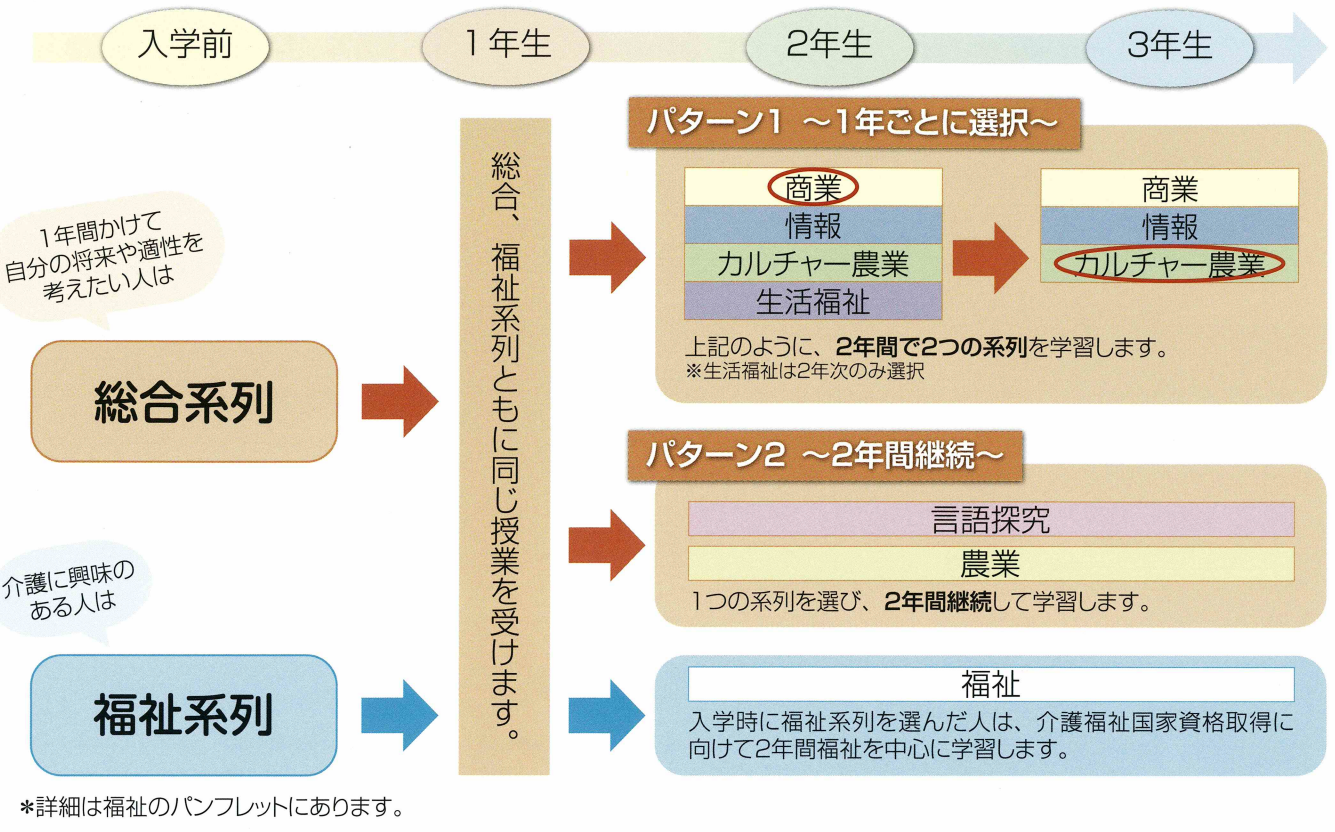 入学前
1年生
2年生
3年生
1年間かけて
自分の将来や適性を
考えたい人は
総合系列
介護に興味の
ある人は
福祉系列
総合、福祉系列ともに同じ授業を受けます。
パターン1 ～1年ごとに選択～
商業
情報
カルチャー農業
生活福祉
商業
情報
カルチャー農業
上記のように、2年間で2つの系列を学習します。
※生活福祉は2年次のみ選択
パターン2 ～2年間継続～
言語探究
農業
1つの系列を選び、2年間継続して学習します。
福祉
入学時に福祉系列を選んだ人は、介護福祉国家資格取得に
向けて2年間福祉を中心に学習します。
*詳細は福祉のパンフレットにあります。